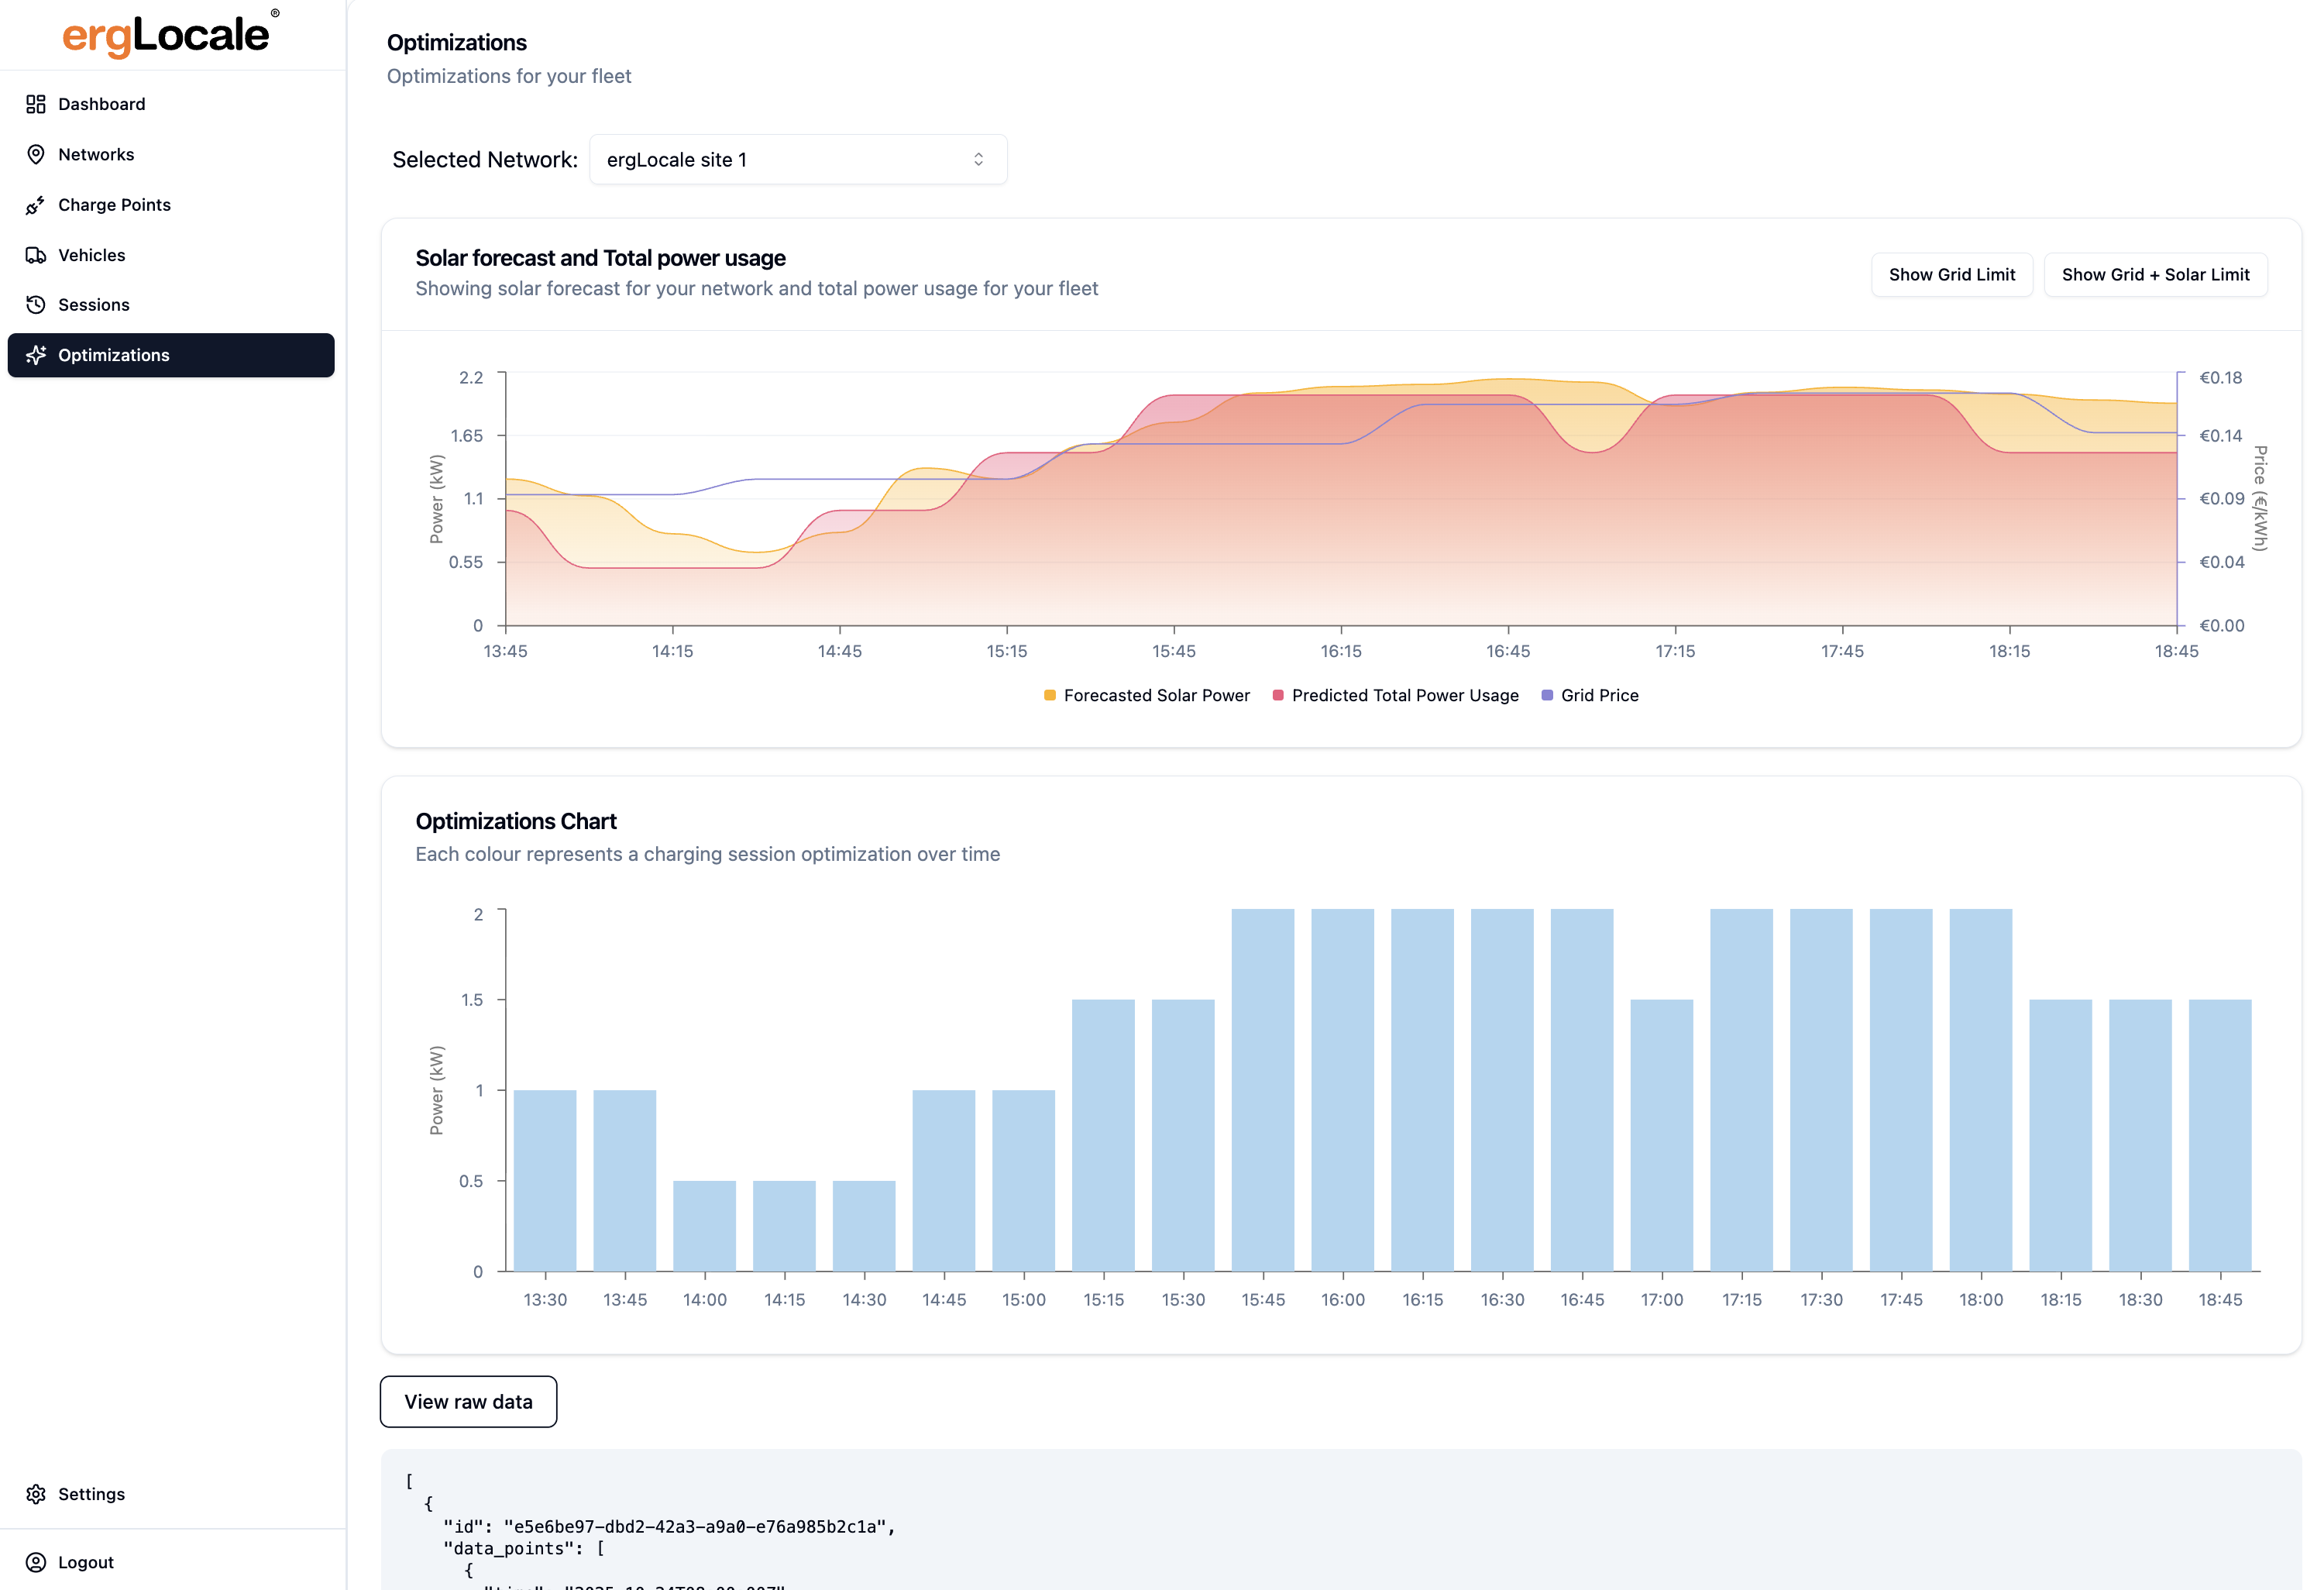 ergLocale®
Dashboard
Networks
Charge Points
Vehicles
Sessions
Optimizations
Settings
Logout
Optimizations
Optimizations for your fleet
Selected Network: ergLocale site 1
Solar forecast and Total power usage
Showing solar forecast for your network and total power usage for your fleet
Show Grid Limit Show Grid + Solar Limit
Power (kW)
2.2
1.65
1.1
0.55
0
€0.18
€0.14
€0.09
€0.04
€0.00
Price (€/kWh)
13:45 14:15 14:45 15:15 15:45 16:15 16:45 17:15 17:45 18:15 18:45
Forecasted Solar Power Predicted Total Power Usage Grid Price
Optimizations Chart
Each colour represents a charging session optimization over time
Power (kW)
2
1.5
1
0.5
0
13:30 13:45 14:00 14:15 14:30 14:45 15:00 15:15 15:30 15:45 16:00 16:15 16:30 16:45 17:00 17:15 17:30 17:45 18:00 18:15 18:30 18:45
View raw data
[
{
"id": "e5e6be97-dbd2-42a3-a9a0-e76a985b2c1a",
"data_points": [
{